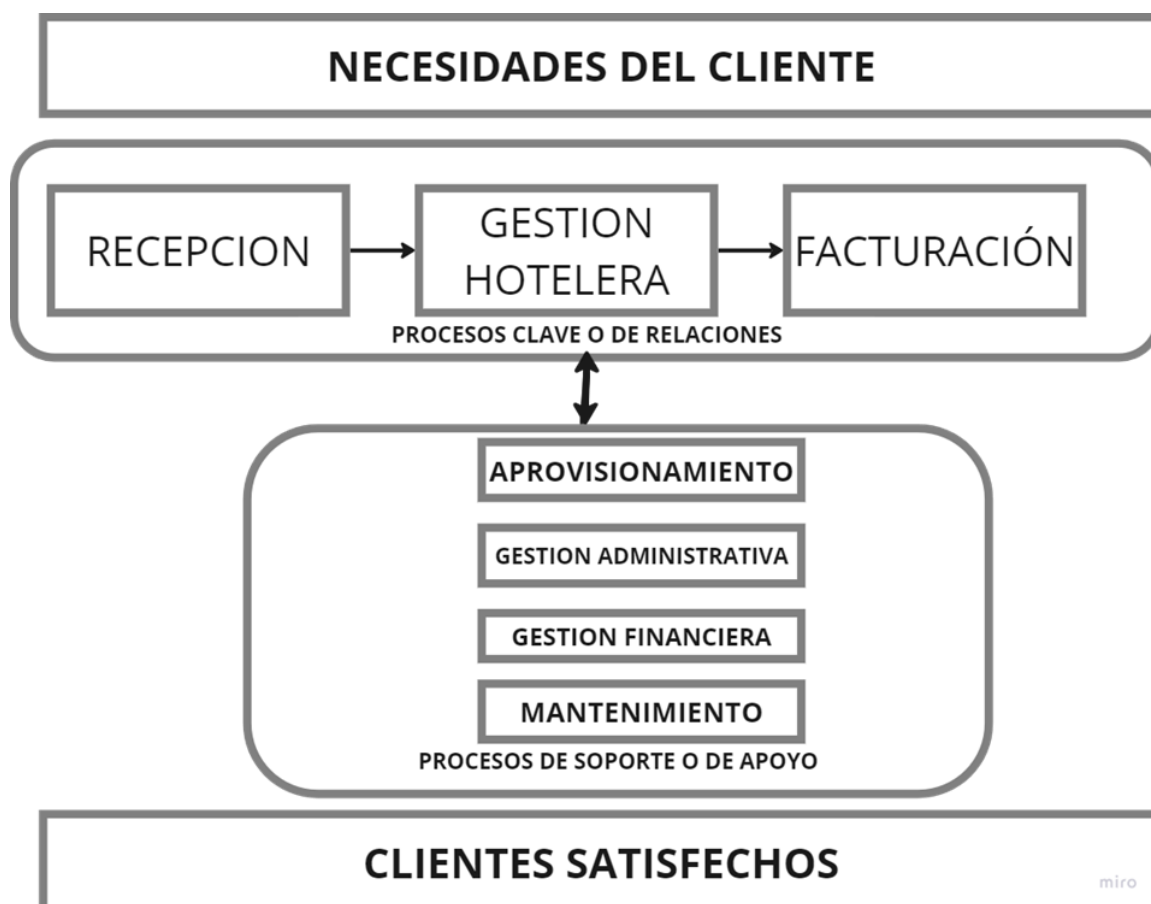 NECESIDADES DEL CLIENTE
RECEPCION
GESTION
HOTELERA
FACTURACIÓN
PROCESOS CLAVE O DE RELACIONES
APROVISIONAMIENTO
GESTION ADMINISTRATIVA
GESTION FINANCIERA
MANTENIMIENTO
PROCESOS DE SOPORTE O DE APOYO
CLIENTES SATISFECHOS
miro